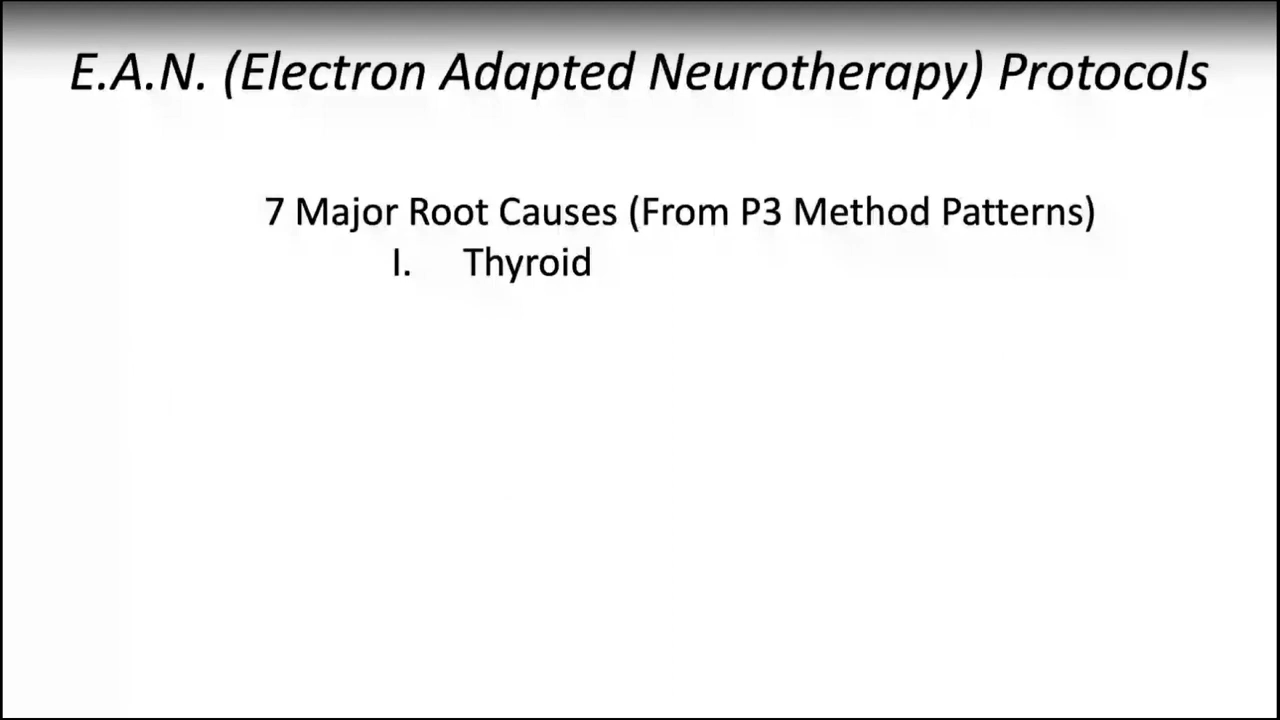 E.A.N. (Electron Adapted Neurotherapy) Protocols
7 Major Root Causes (From P3 Method Patterns)
I. Thyroid